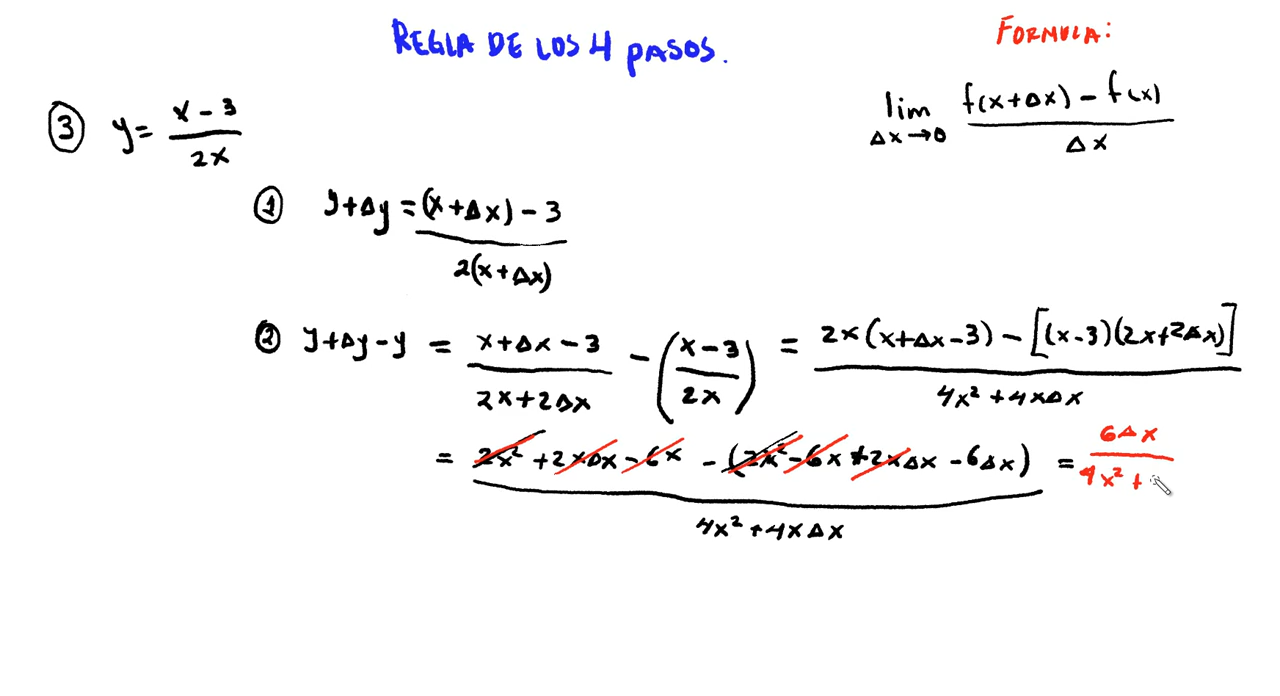 REGLA DE LOS 4 PASOS.
FORMULA:
lim Δx→0 (f(x+Δx) - f(x)) / Δx
③ y = (x - 3) / 2x
① y+Δy = ((x+Δx) - 3) / 2(x+Δx)
② y+Δy - y = (x+Δx - 3) / (2x+2Δx) - ((x-3) / 2x) = (2x(x+Δx-3) - [(x-3)(2x+2Δx)]) / (4x² + 4xΔx)
= (2x² + 2xΔx - 6x - (2x² - 6x + 2xΔx - 6Δx)) / (4x² + 4xΔx) = 6Δx / 4x² +